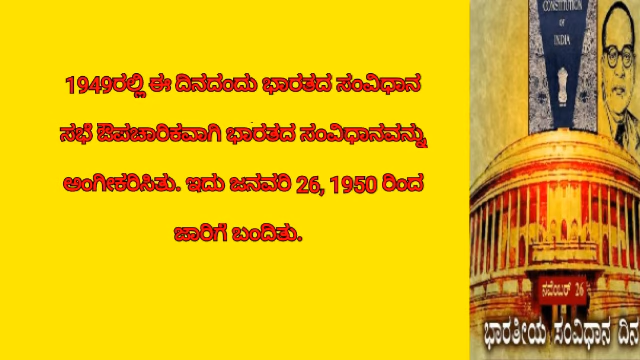 1949ರಲ್ಲಿ ಈ ದಿನದಂದು ಭಾರತದ ಸಂವಿಧಾನ
ಸಭೆ ಔಪಚಾರಿಕವಾಗಿ ಭಾರತದ ಸಂವಿಧಾನವನ್ನು
ಅಂಗೀಕರಿಸಿತು. ಇದು ಜನವರಿ 26, 1950 ರಿಂದ
ಜಾರಿಗೆ ಬಂದಿತು.
CONSTITUTION
OF
INDIA
ನವೆಂಬರ್ 26
ಭಾರತೀಯ ಸಂವಿಧಾನ ದಿನ